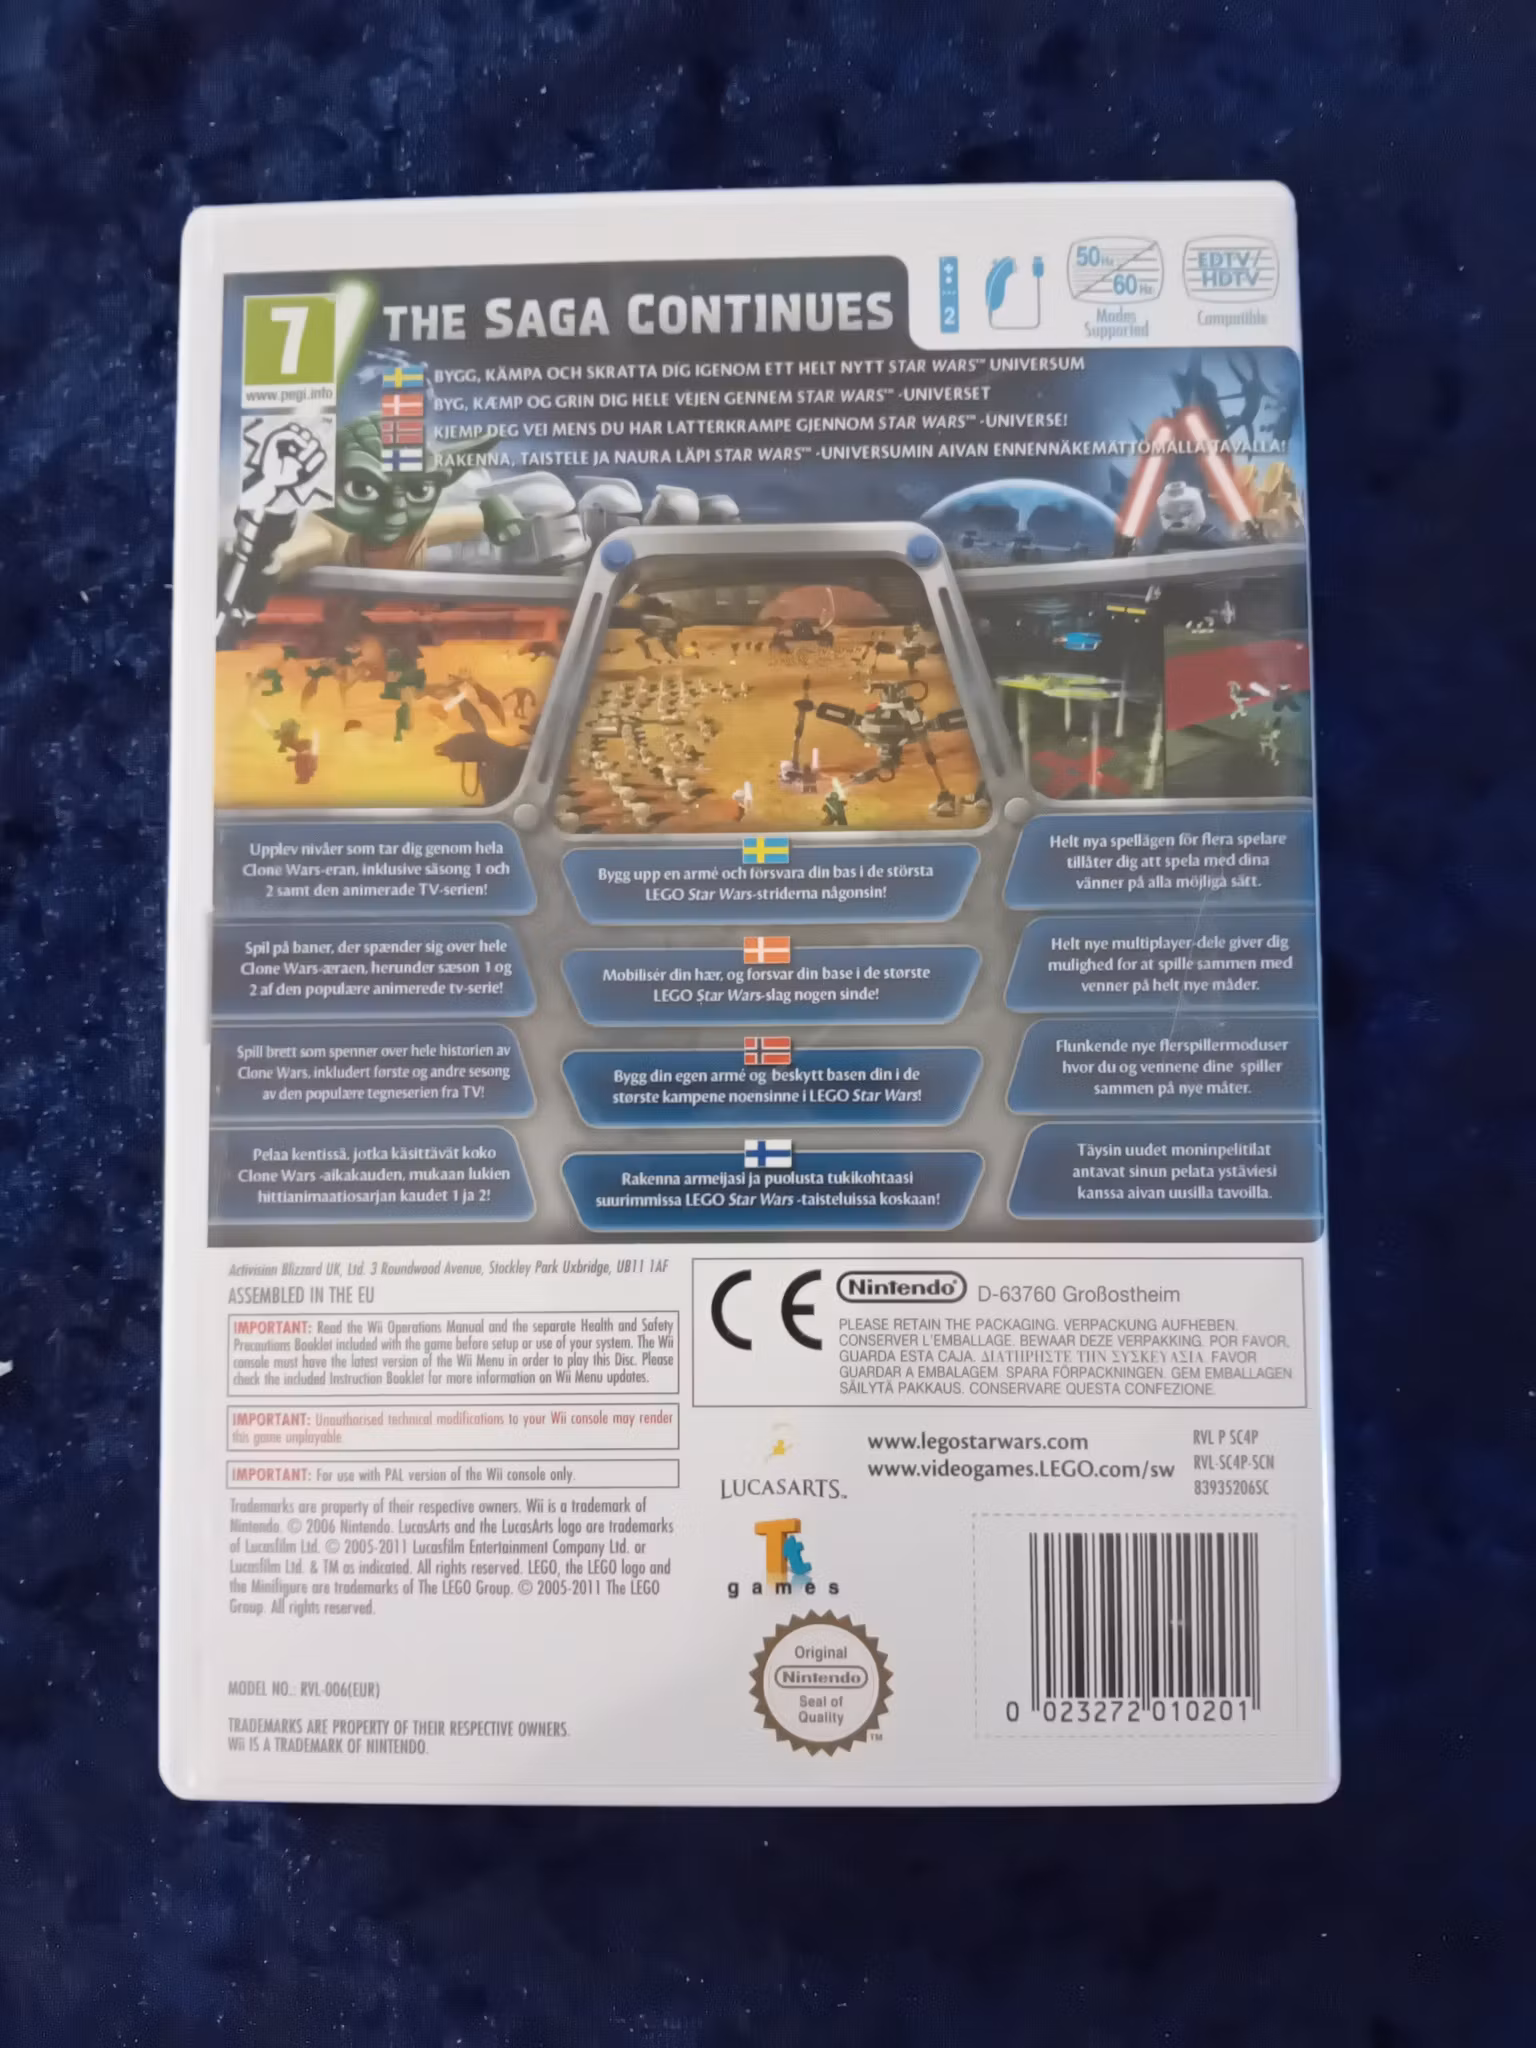 7
www.pegi.info
THE SAGA CONTINUES
2
50Hz
60Hz
Modes
Supported
EDTV/
HDTV
Compatible
BYGG, KÄMPA OCH SKRATTA DIG IGENOM ETT HELT NYTT STAR WARS™ UNIVERSUM
BYG, KÆMP OG GRIN DIG HELE VEJEN GENNEM STAR WARS™ -UNIVERSET
KJEMP DEG VEI MENS DU HAR LATTERKRAMPE GJENNOM STAR WARS™ -UNIVERSE!
RAKENNA, TAISTELE JA NAURA LÄPI STAR WARS™ -UNIVERSUMIN AIVAN ENNENNÄKEMÄTTÖMÄLLÄ TAVALLA!
Upplev nivåer som tar dig genom hela
Clone Wars-eran, inklusive säsong 1 och
2 samt den animerade TV-serien!
Bygg upp en armé och försvara din bas i de största
LEGO Star Wars-striderna någonsin!
Helt nya spellägen för flera spelare
tillåter dig att spela med dina
vänner på alla möjliga sätt.
Spil på baner, der spænder sig over hele
Clone Wars-æraen, herunder sæson 1 og
2 af den populære animerede tv-serie!
Mobilisér din hær, og forsvar din base i de største
LEGO Star Wars-slag nogen sinde!
Helt nye multiplayer-dele giver dig
mulighed for at spille sammen med
venner på helt nye måder.
Spill brett som spenner over hele historien av
Clone Wars, inkludert første og andre sesong
av den populære tegneserien fra TV!
Bygg din egen armé og beskytt basen din i de
største kampene noensinne i LEGO Star Wars!
Flunkende nye flerspillermoduser
hvor du og vennene dine spiller
sammen på nye måter.
Pelaa kentissä, jotka käsittävät koko
Clone Wars -aikakauden, mukaan lukien
hittianimaatiosarjan kaudet 1 ja 2!
Rakenna armeijasi ja puolusta tukikohtaasi
suurimmissa LEGO Star Wars -taisteluissa koskaan!
Täysin uudet moninpelitilat
antavat sinun pelata ystäviesi
kanssa aivan uusilla tavoilla.
Activision Blizzard UK, Ltd. 3 Roundwood Avenue, Stockley Park Uxbridge, UB11 1AF
ASSEMBLED IN THE EU
IMPORTANT: Read the Wii Operations Manual and the separate Health and Safety
Precautions Booklet included with the game before setup or use of your system. The Wii
console must have the latest version of the Wii Menu in order to play this Disc. Please
check the included Instruction Booklet for more information on Wii Menu updates.
IMPORTANT: Unauthorised technical modifications to your Wii console may render
this game unplayable.
IMPORTANT: For use with PAL version of the Wii console only.
Trademarks are property of their respective owners. Wii is a trademark of
Nintendo. © 2006 Nintendo. LucasArts and the LucasArts logo are trademarks
of Lucasfilm Ltd. © 2005-2011 Lucasfilm Entertainment Company Ltd. or
Lucasfilm Ltd. & TM as indicated. All rights reserved. LEGO, the LEGO logo and
the Minifigure are trademarks of The LEGO Group. © 2005-2011 The LEGO
Group. All rights reserved.
MODEL NO.: RVL-006(EUR)
TRADEMARKS ARE PROPERTY OF THEIR RESPECTIVE OWNERS.
Wii IS A TRADEMARK OF NINTENDO.
CE
Nintendo® D-63760 Großostheim
PLEASE RETAIN THE PACKAGING. VERPACKUNG AUFHEBEN.
CONSERVER L'EMBALLAGE. BEWAAR DEZE VERPAKKING. POR FAVOR,
GUARDA ESTA CAJA. ΔΙΑΤΗΡΗΣΤΕ ΤΗΝ ΣΥΣΚΕΥΑΣΙΑ. FAVOR
GUARDAR A EMBALAGEM. SPARA FÖRPACKNINGEN. GEM EMBALLAGEN
SÄILYTÄ PAKKAUS. CONSERVARE QUESTA CONFEZIONE.
LUCASARTS™
www.legostarwars.com
www.videogames.LEGO.com/sw
RVL P SC4P
RVL-SC4P-SCN
83935206SC
Tt
games
Original
Nintendo
Seal of
Quality
TM
0 023272 010201